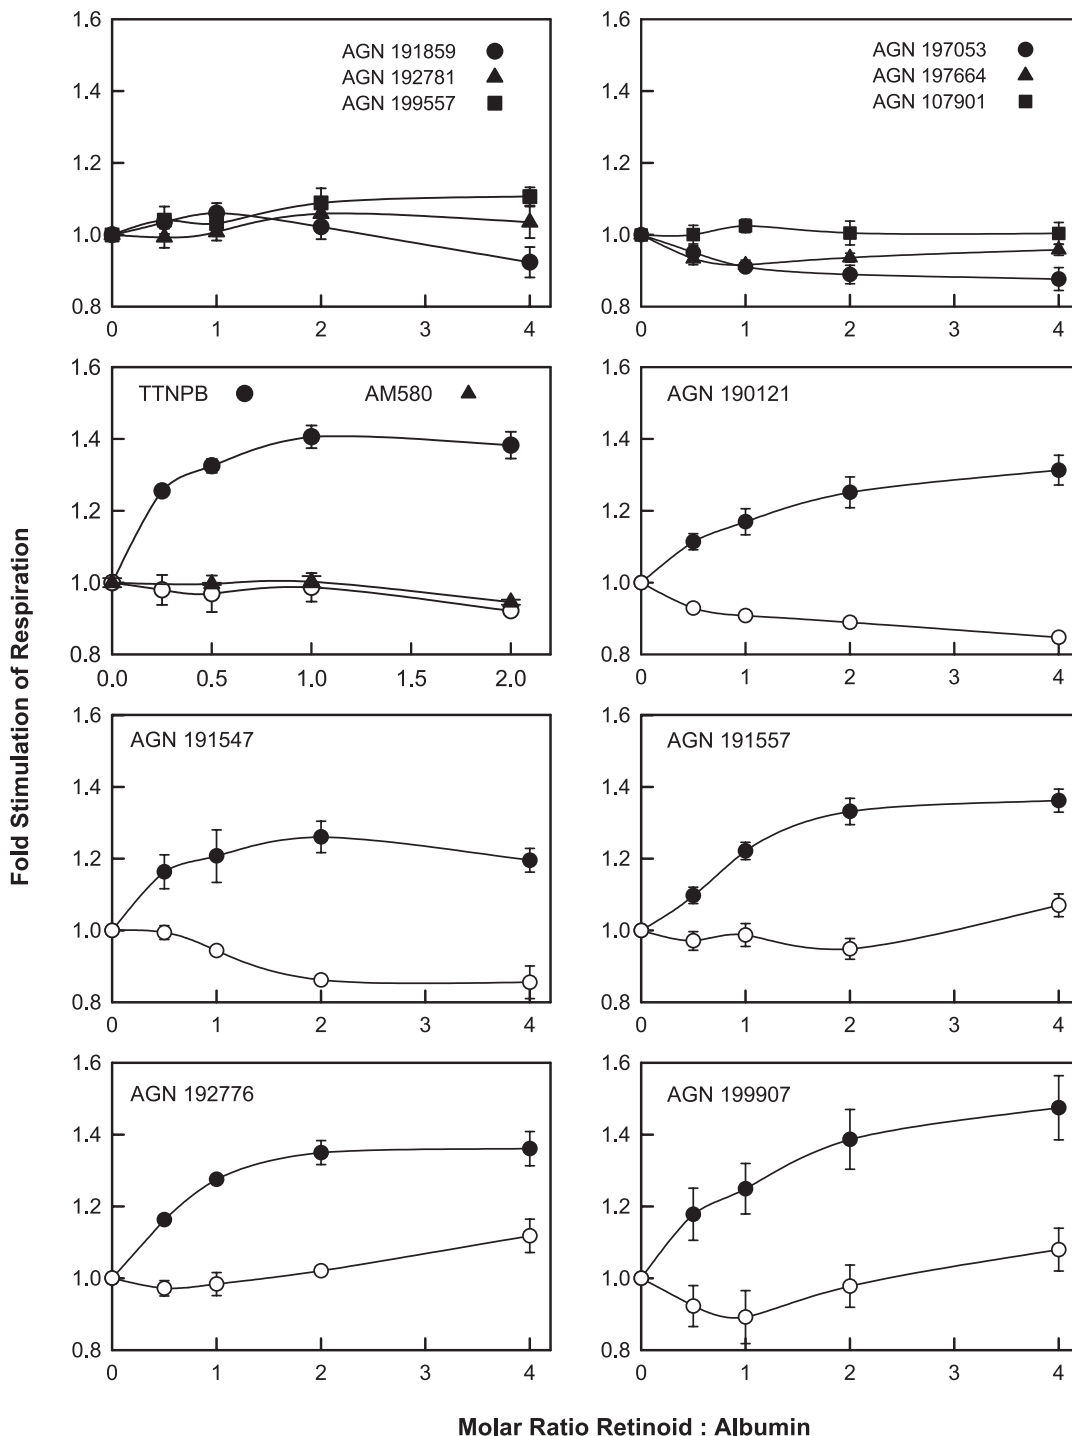 Fold Stimulation of Respiration
1.6
1.4
1.2
1.0
0.8
AGN 191859
AGN 192781
AGN 199557
0 1 2 3 4
1.6
1.4
1.2
1.0
0.8
AGN 197053
AGN 197664
AGN 107901
0 1 2 3 4
1.6
1.4
1.2
1.0
0.8
TTNPB AM580
0.0 0.5 1.0 1.5 2.0
1.6
1.4
1.2
1.0
0.8
AGN 190121
0 1 2 3 4
1.6
1.4
1.2
1.0
0.8
AGN 191547
0 1 2 3 4
1.6
1.4
1.2
1.0
0.8
AGN 191557
0 1 2 3 4
1.6
1.4
1.2
1.0
0.8
AGN 192776
0 1 2 3 4
1.6
1.4
1.2
1.0
0.8
AGN 199907
0 1 2 3 4
Molar Ratio Retinoid : Albumin